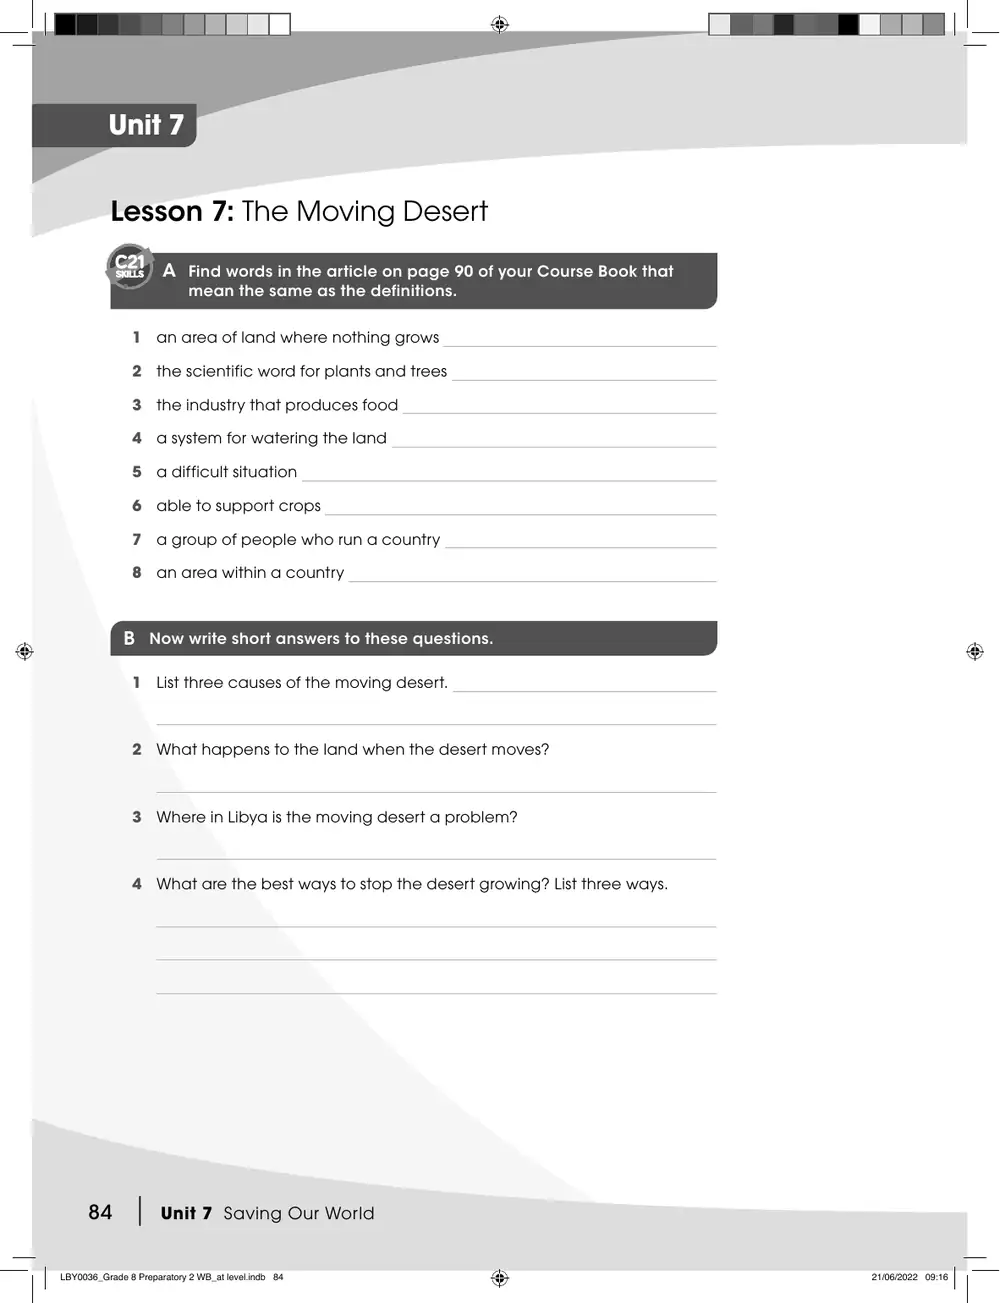 Unit 7
Lesson 7: The Moving Desert
C21
SKILLS
A Find words in the article on page 90 of your Course Book that
mean the same as the definitions.
1 an area of land where nothing grows
2 the scientific word for plants and trees
3 the industry that produces food
4 a system for watering the land
5 a difficult situation
6 able to support crops
7 a group of people who run a country
8 an area within a country
B Now write short answers to these questions.
1 List three causes of the moving desert.
2 What happens to the land when the desert moves?
3 Where in Libya is the moving desert a problem?
4 What are the best ways to stop the desert growing? List three ways.
84 Unit 7 Saving Our World
LBY0036_Grade 8 Preparatory 2 WB_at level.indb 84 21/06/2022 09:16